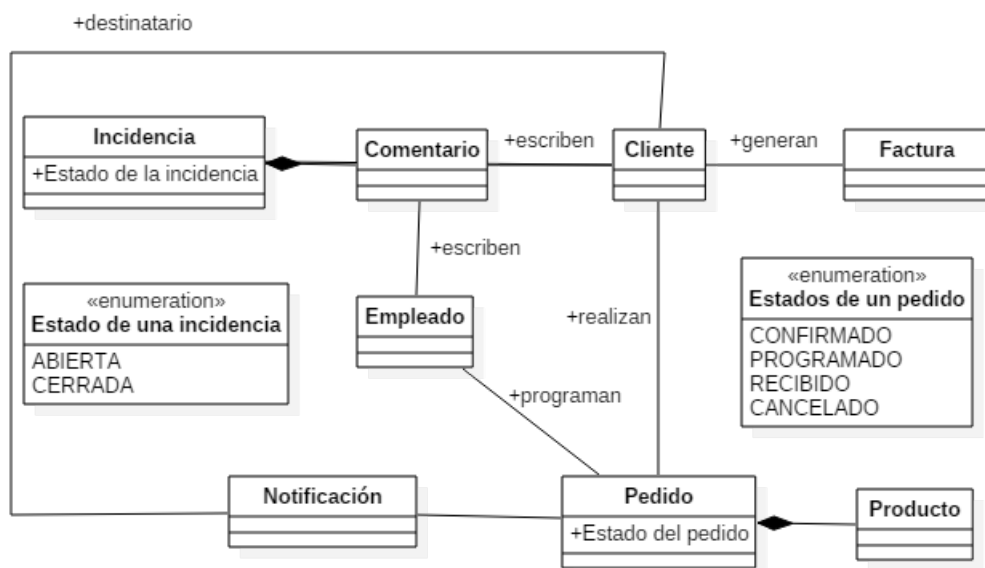 +destinatario
Incidencia
+Estado de la incidencia
Comentario
+escriben
Cliente
+generan
Factura
+escriben
«enumeration»
Estado de una incidencia
ABIERTA
CERRADA
Empleado
+realizan
«enumeration»
Estados de un pedido
CONFIRMADO
PROGRAMADO
RECIBIDO
CANCELADO
+programan
Notificación
Pedido
+Estado del pedido
Producto